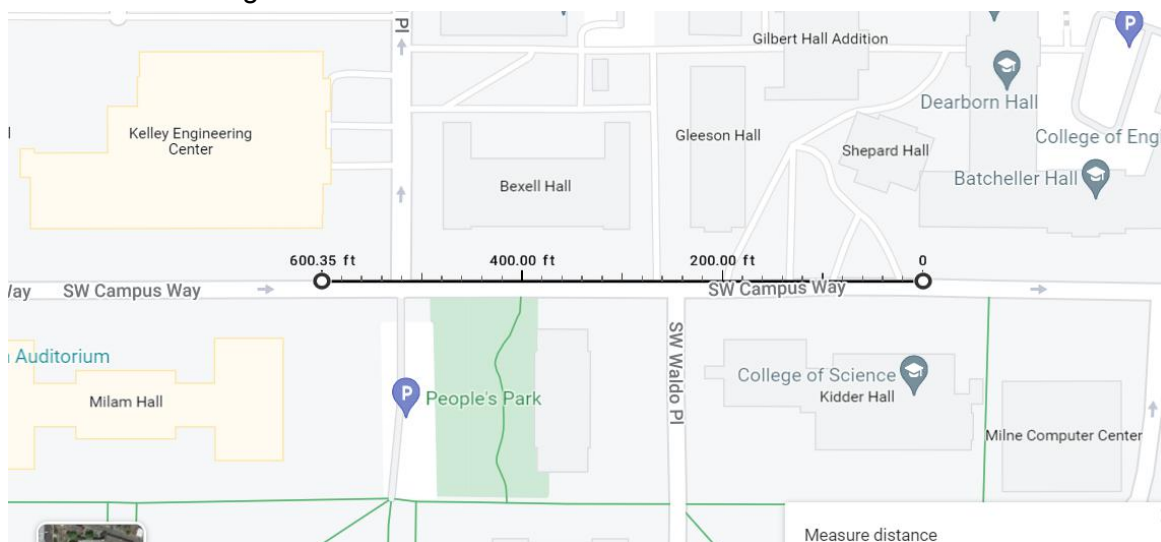 Pl
Gilbert Hall Addition
P
Dearborn Hall
Kelley Engineering
Center
Gleeson Hall
College of Eng
Shepard Hall
Bexell Hall
Batcheller Hall
600.35 ft
400.00 ft
200.00 ft
0
Way
SW Campus Way
SW Campus Way
Auditorium
SW Waldo Pl
College of Science
Kidder Hall
P
People's Park
Milam Hall
Milne Computer Center
Measure distance